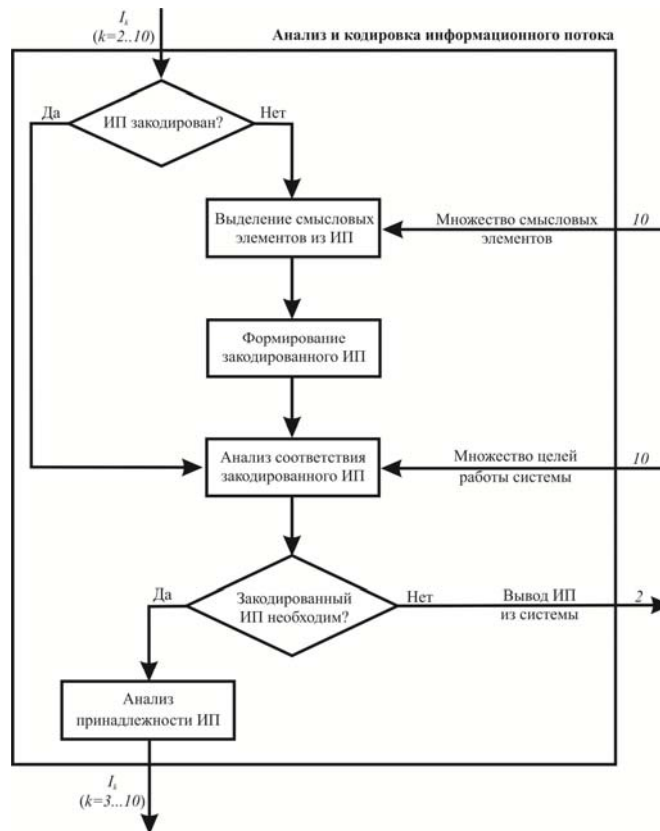 I_k
(k=2..10)
Анализ и кодировка информационного потока
Да
ИП закодирован?
Нет
Выделение смысловых
элементов из ИП
Множество смысловых
элементов
10
Формирование
закодированного ИП
Анализ соответствия
закодированного ИП
Множество целей
работы системы
10
Да
Закодированный
ИП необходим?
Нет
Вывод ИП
из системы
2
Анализ
принадлежности ИП
I_k
(k=3...10)